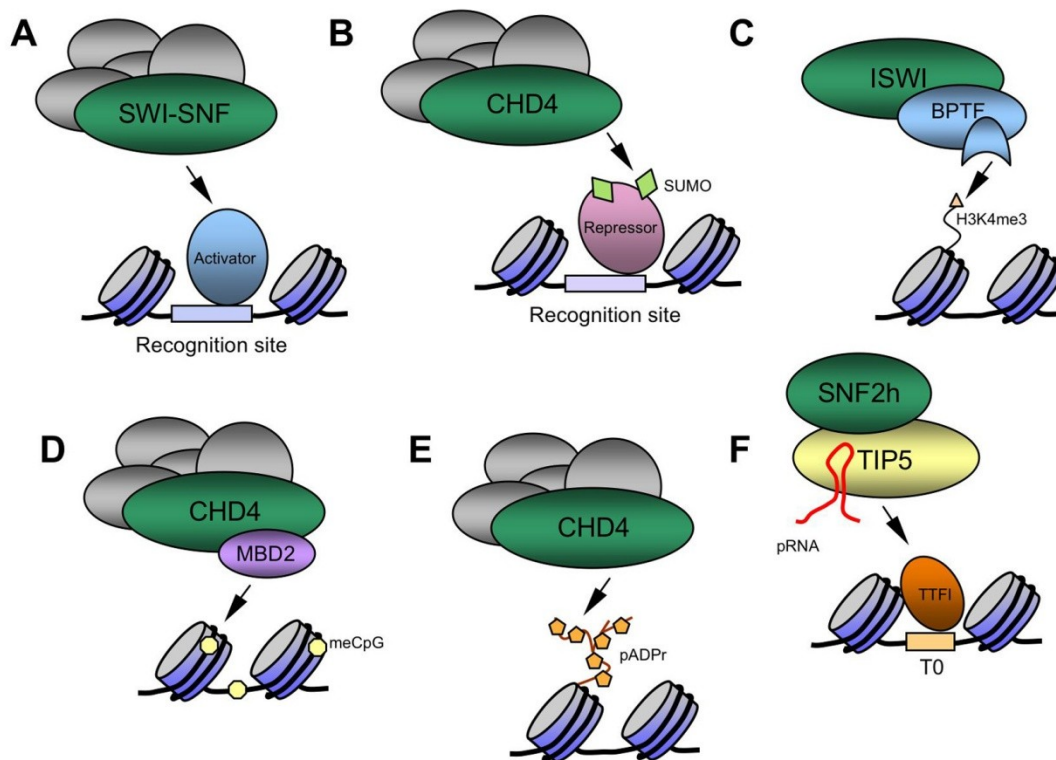 A
SWI-SNF
Activator
Recognition site
B
CHD4
SUMO
Repressor
Recognition site
C
ISWI
BPTF
H3K4me3
D
CHD4
MBD2
meCpG
E
CHD4
pADPr
F
SNF2h
TIP5
pRNA
TTFI
T0